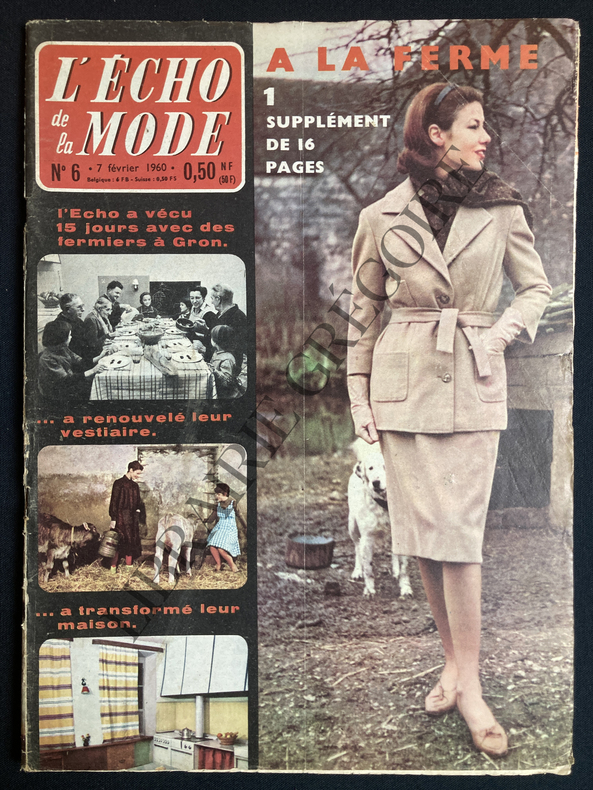 L'ÉCHO
de
la MODE
N° 6 • 7 février 1960 • 0,50 NF
Belgique : 6 FB - Suisse : 0,50 FS (50 F)
A LA FERME
1
SUPPLÉMENT
DE 16
PAGES
l'Echo a vécu
15 jours avec des
fermiers à Gron.
... a renouvelé leur
vestiaire.
... a transformé leur
maison.
LIBRAIRIE GRÉGOIRE